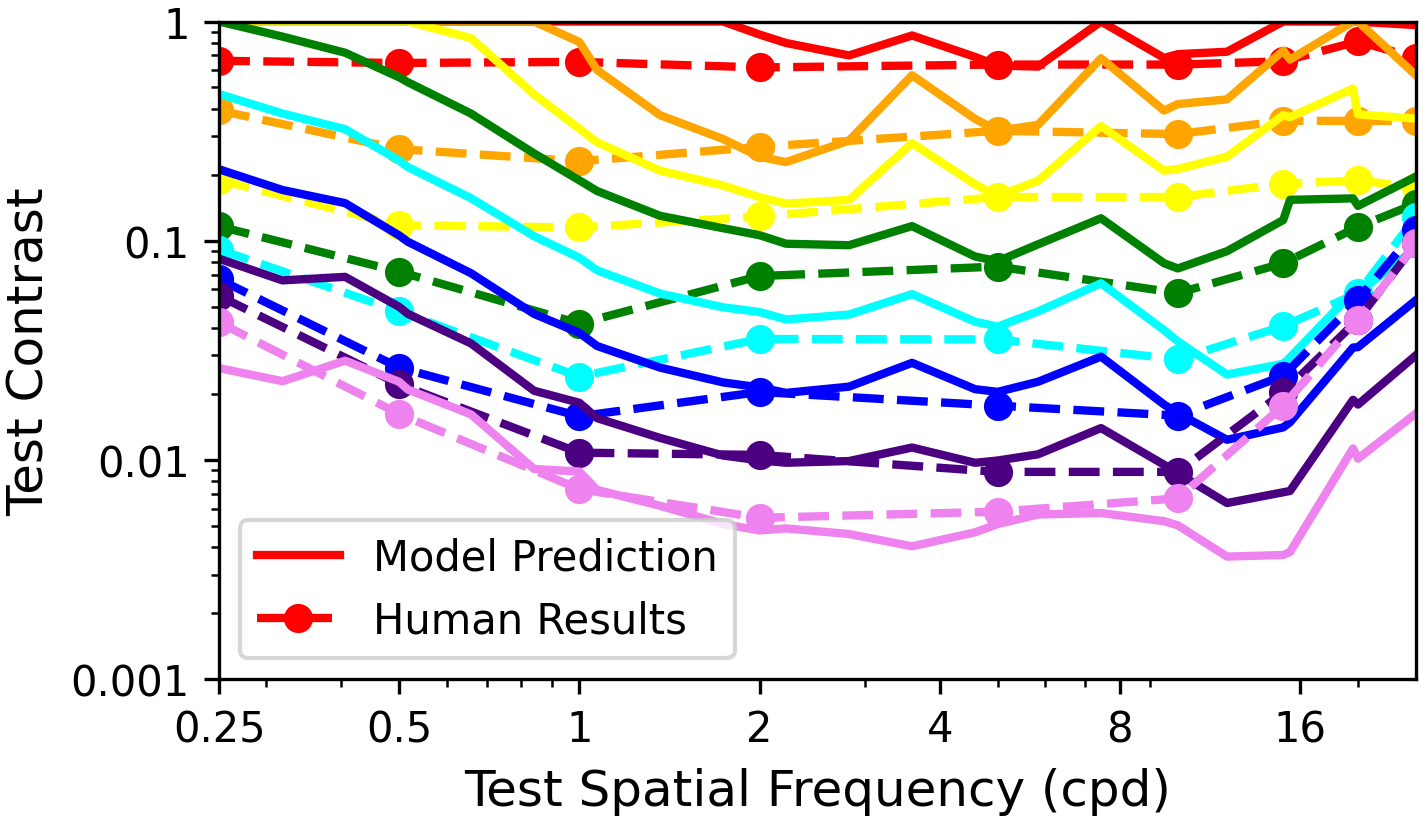 1
0.1
0.01
0.001
Test Contrast
Model Prediction
Human Results
0.25 0.5 1 2 4 8 16
Test Spatial Frequency (cpd)